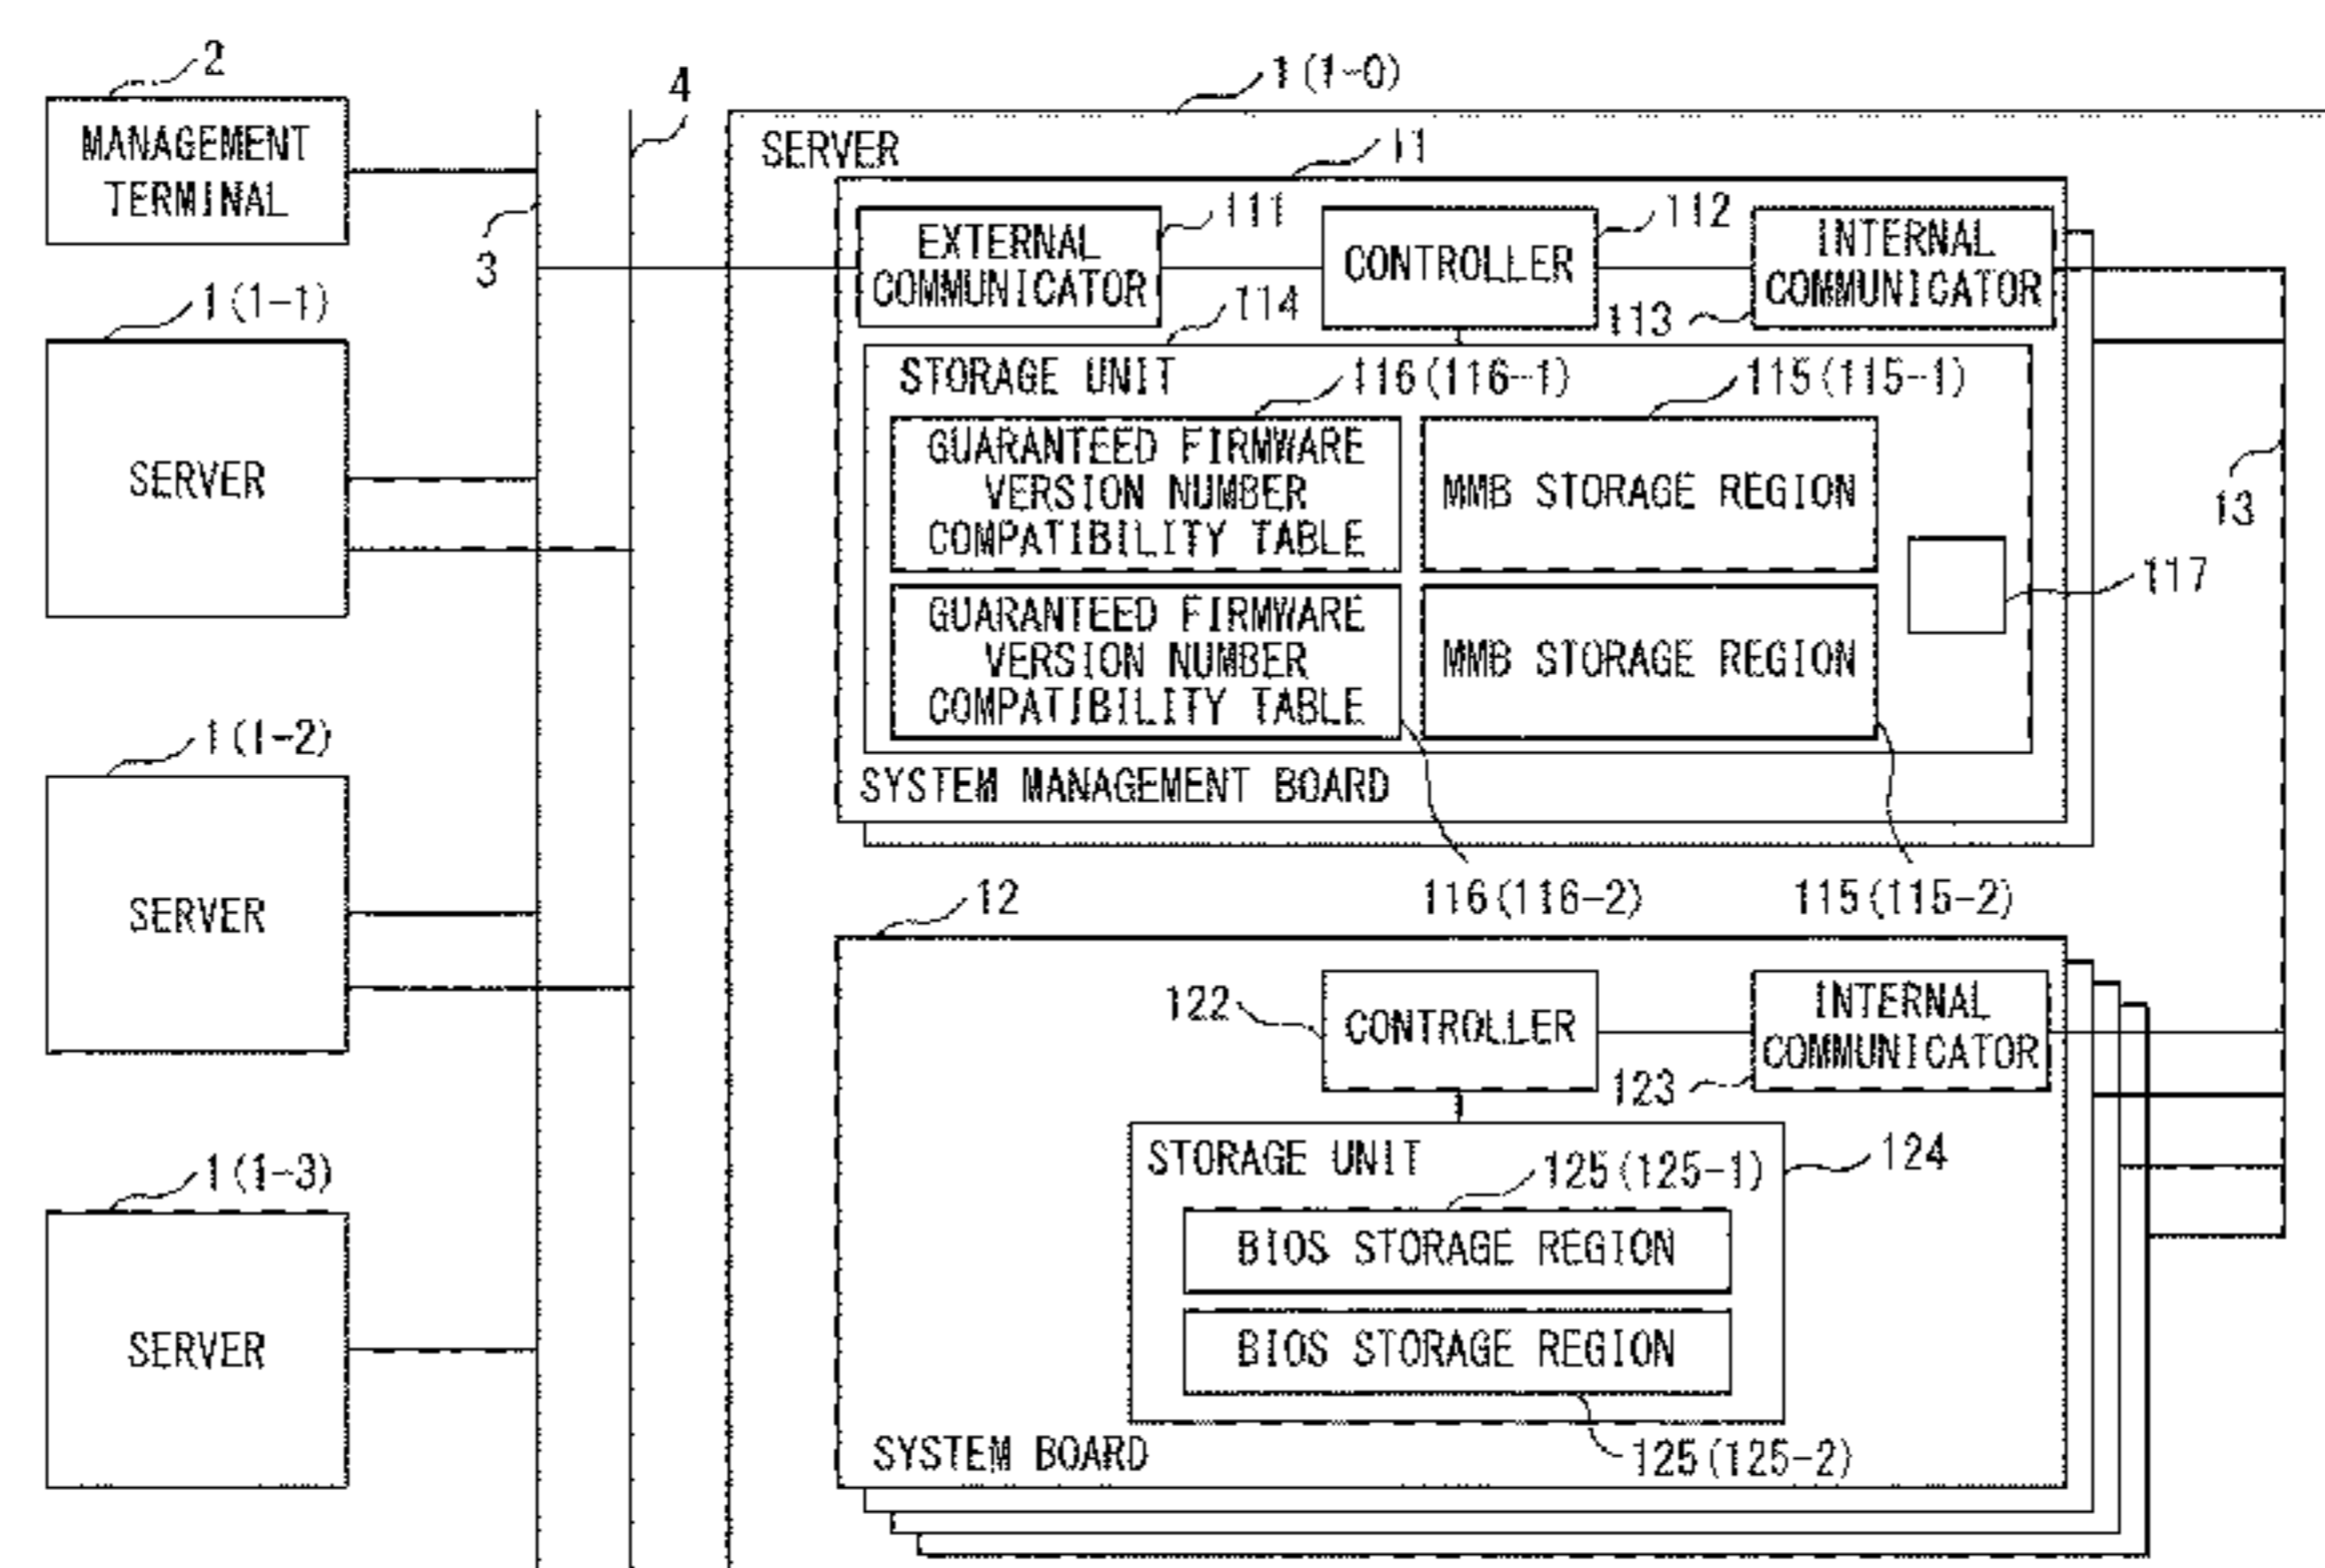 2
MANAGEMENT
TERMINAL
3
4
1(1-1)
SERVER
1(1-2)
SERVER
1(1-3)
SERVER
1(1-0)
SERVER
11
EXTERNAL
COMMUNICATOR
111
CONTROLLER
112
INTERNAL
COMMUNICATOR
113
114
STORAGE UNIT
116(116-1)
115(115-1)
GUARANTEED FIRMWARE
VERSION NUMBER
COMPATIBILITY TABLE
MMB STORAGE REGION
GUARANTEED FIRMWARE
VERSION NUMBER
COMPATIBILITY TABLE
MMB STORAGE REGION
117
13
SYSTEM MANAGEMENT BOARD
116(116-2)
115(115-2)
12
122
CONTROLLER
INTERNAL
COMMUNICATOR
123
STORAGE UNIT
124
125(125-1)
BIOS STORAGE REGION
BIOS STORAGE REGION
125(125-2)
SYSTEM BOARD